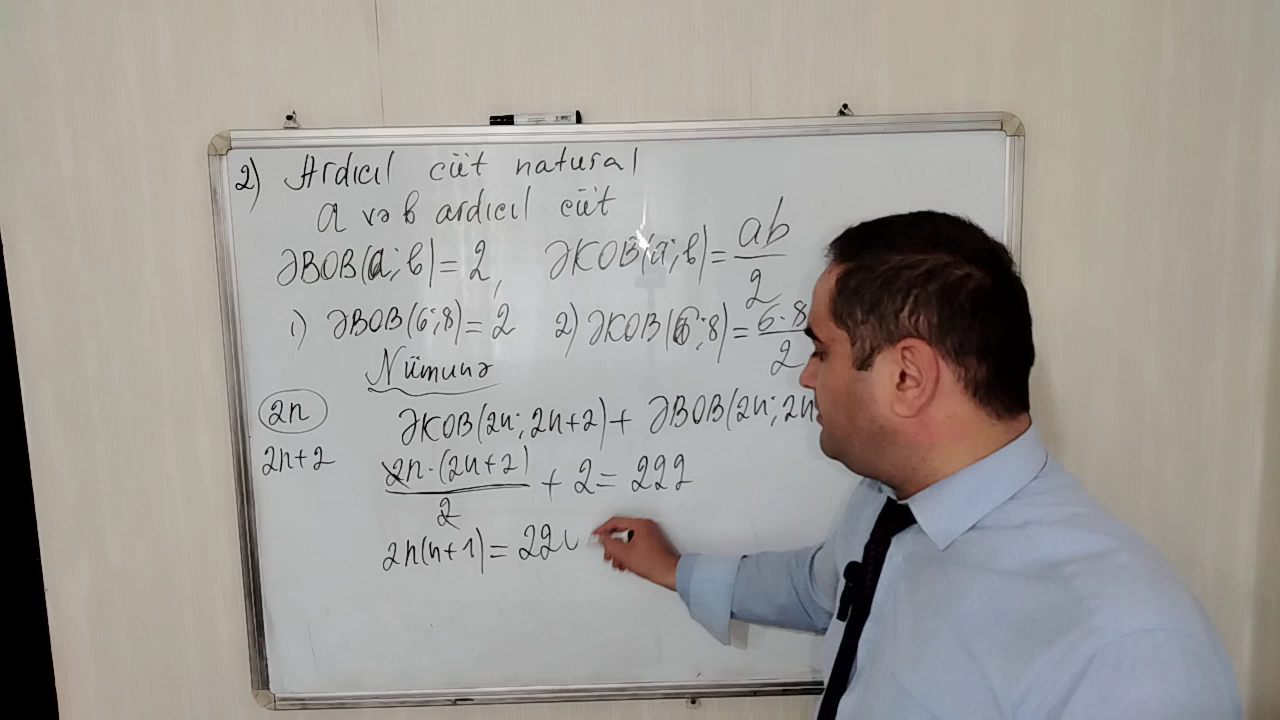 2) Ardıcıl cüt natural
a və b ardıcıl cüt
ƏBOB(a;b)=2, ƏKOB(a;b)=ab/2
1) ƏBOB(6;8)=2 2) ƏKOB(6;8)=6·8/2
Nümunə
2n ƏKOB(2n;2n+2)+ ƏBOB(2n;2n
2n+2 2n·(2n+2)/2 + 2=222
2n(n+1)=22